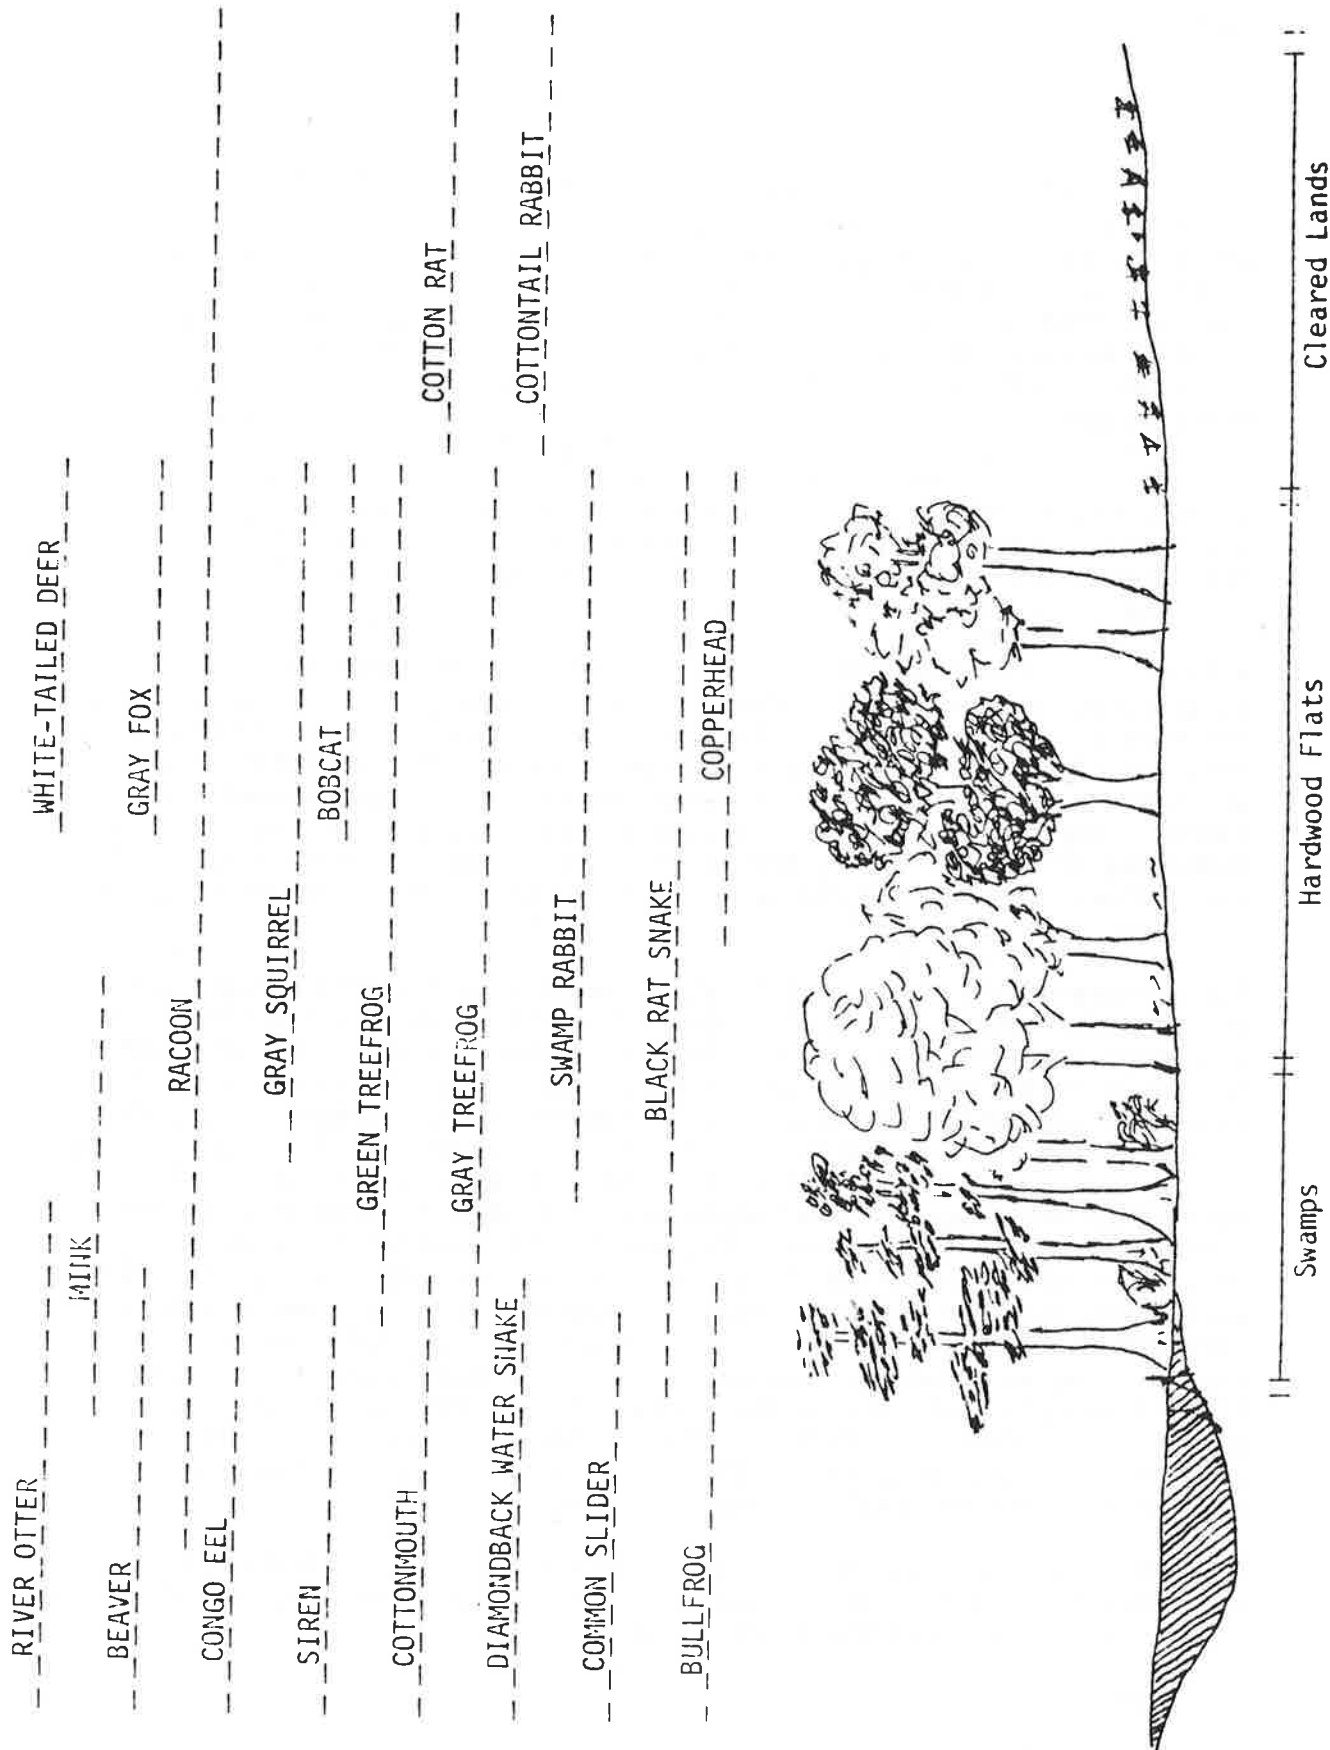 WHITE-TAILED DEER
RIVER OTTER
MINK
GRAY FOX
BEAVER
RACOON
CONGO EEL
GRAY SQUIRREL
SIREN
BOBCAT
GREEN TREEFROG
COTTONMOUTH
COTTON RAT
GRAY TREEFROG
DIAMONDBACK WATER SNAKE
COTTONTAIL RABBIT
SWAMP RABBIT
COMMON SLIDER
BLACK RAT SNAKE
BULLFROG
COPPERHEAD
Swamps
Hardwood Flats
Cleared Lands